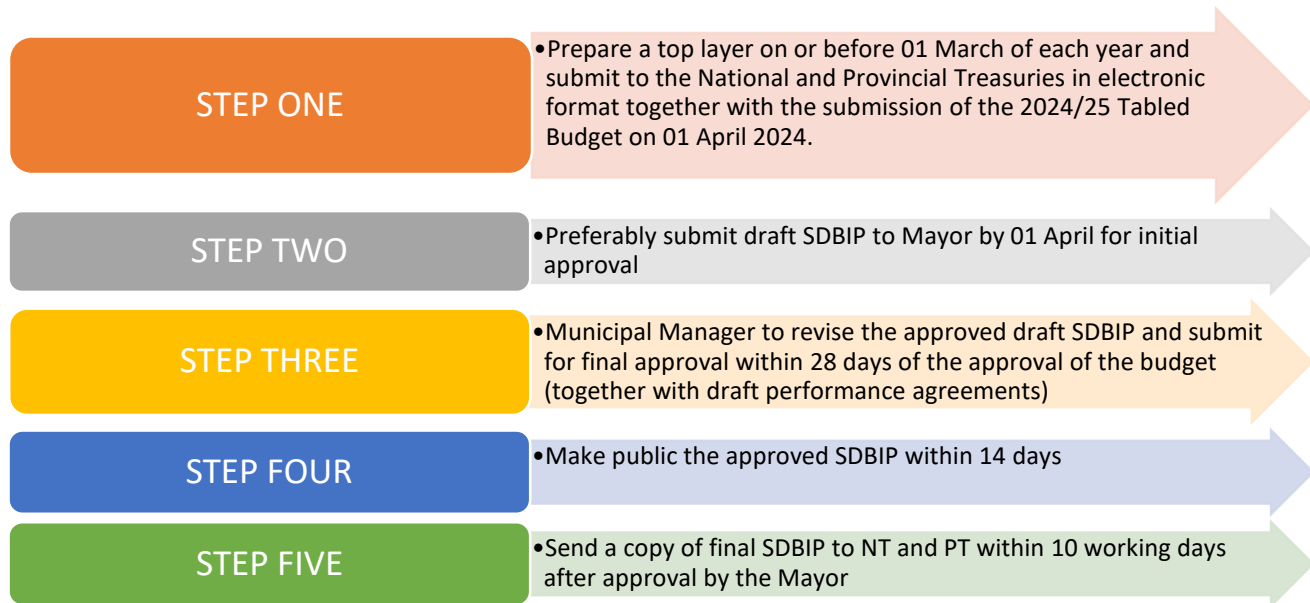 STEP ONE
•Prepare a top layer on or before 01 March of each year and
submit to the National and Provincial Treasuries in electronic
format together with the submission of the 2024/25 Tabled
Budget on 01 April 2024.
STEP TWO
•Preferably submit draft SDBIP to Mayor by 01 April for initial
approval
STEP THREE
•Municipal Manager to revise the approved draft SDBIP and submit
for final approval within 28 days of the approval of the budget
(together with draft performance agreements)
STEP FOUR
•Make public the approved SDBIP within 14 days
STEP FIVE
•Send a copy of final SDBIP to NT and PT within 10 working days
after approval by the Mayor